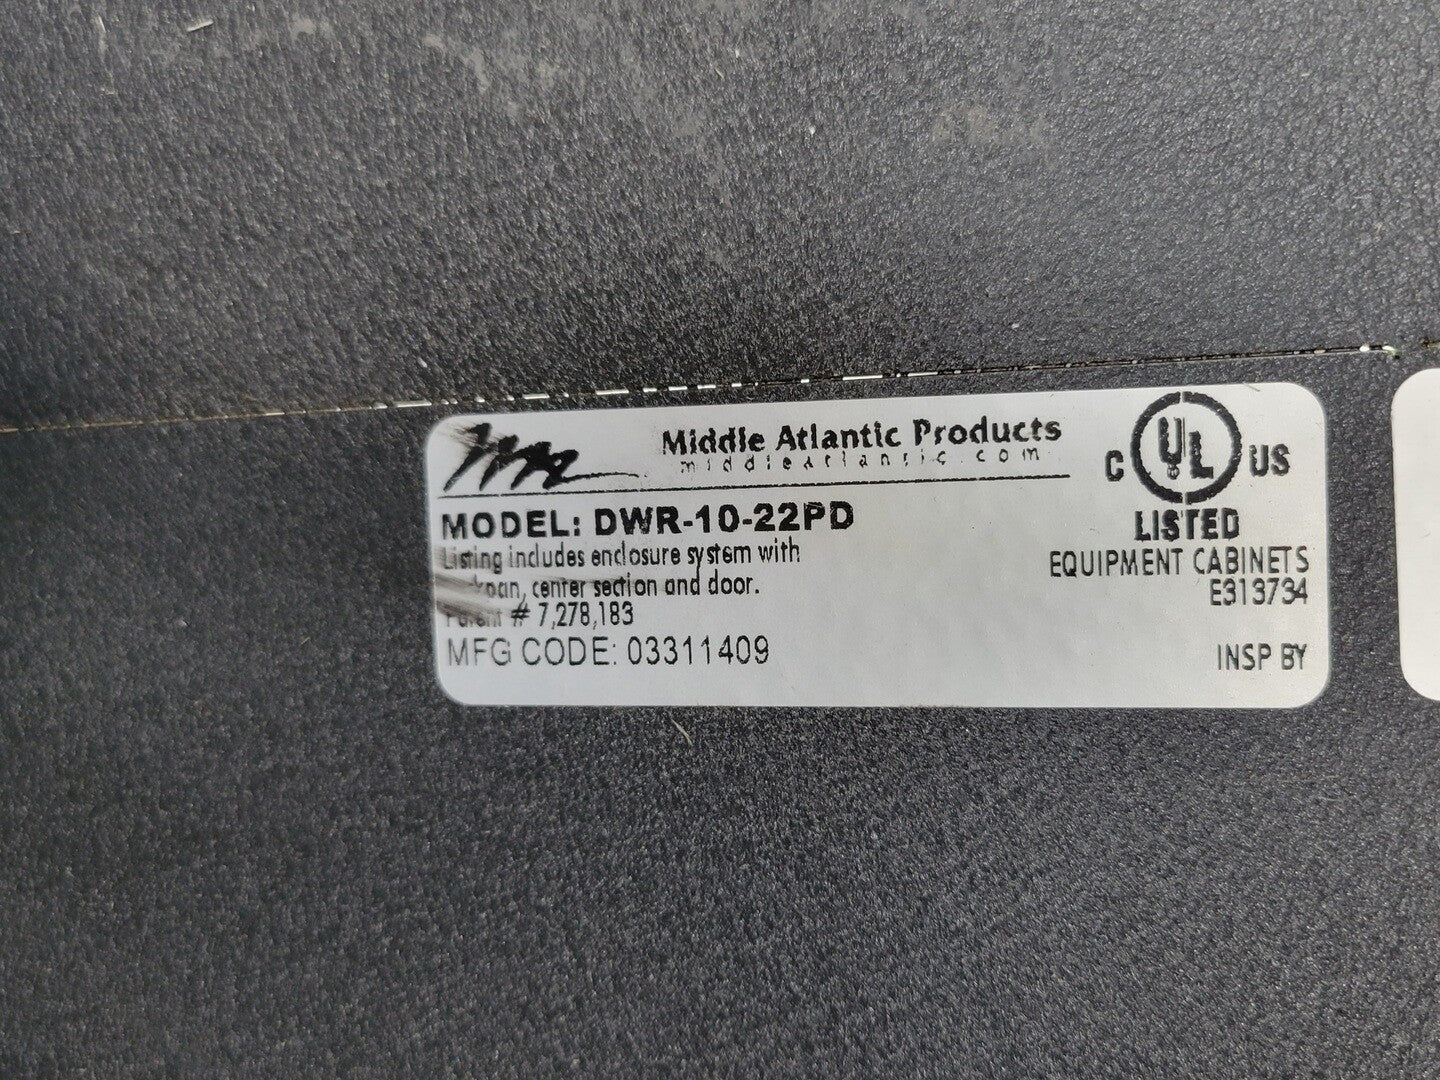 Middle Atlantic Products
middleatlantic.com
MODEL: DWR-10-22PD
Listing includes enclosure system with
center section and door.
Patent # 7,278,183
MFG CODE: 03311409
C UL US
LISTED
EQUIPMENT CABINETS
E313734
INSP BY